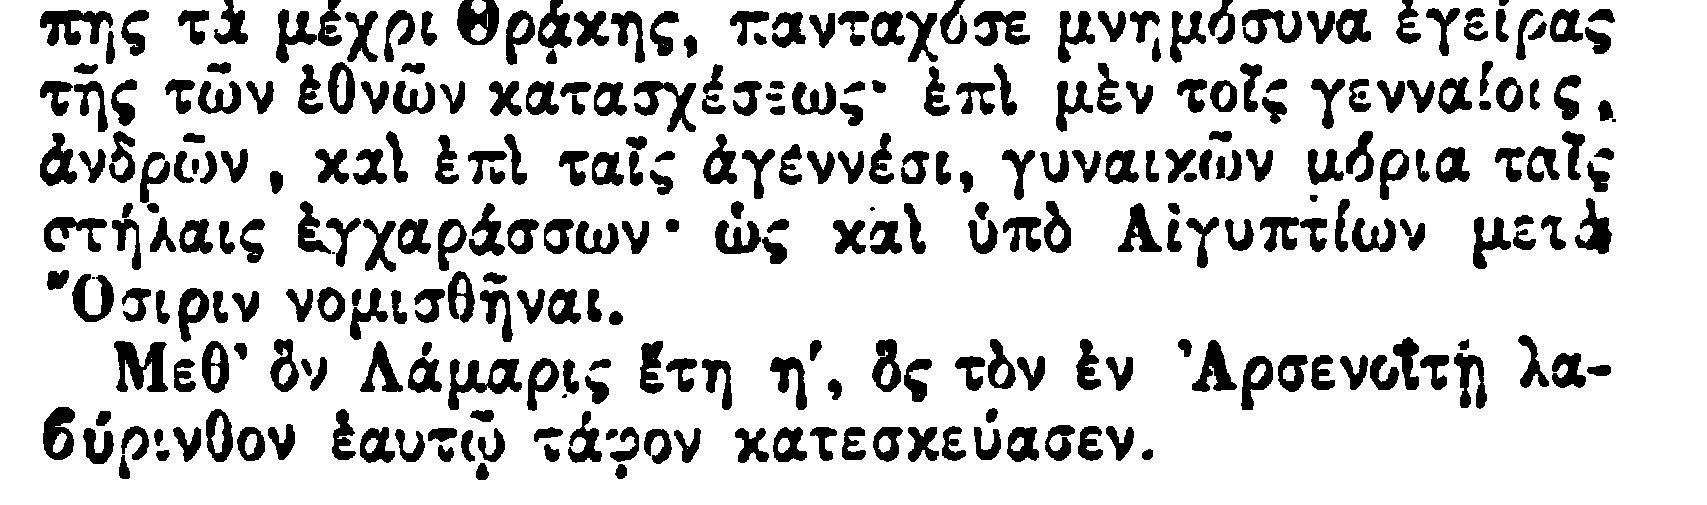 πης τὰ μέχρι Θρᾴκης, πανταχόσε μνημόσυνα ἐγείρας
τῆς τῶν ἐθνῶν κατασχέσεως· ἐπὶ μὲν τοῖς γενναίοις,
ἀνδρῶν, καὶ ἐπὶ ταῖς ἀγεννέσι, γυναικῶν μόρια ταῖς
στήλαις ἐγχαράσσων· ὡς καὶ ὑπὸ Αἰγυπτίων μετὰ
Ὄσιριν νομισθῆναι.
Μεθ’ ὃν Λάμαρις ἔτη η΄, ὃς τὸν ἐν Ἀρσενοΐτῃ λα-
ϐύρινθον ἑαυτῷ τάφον κατεσκεύασεν.